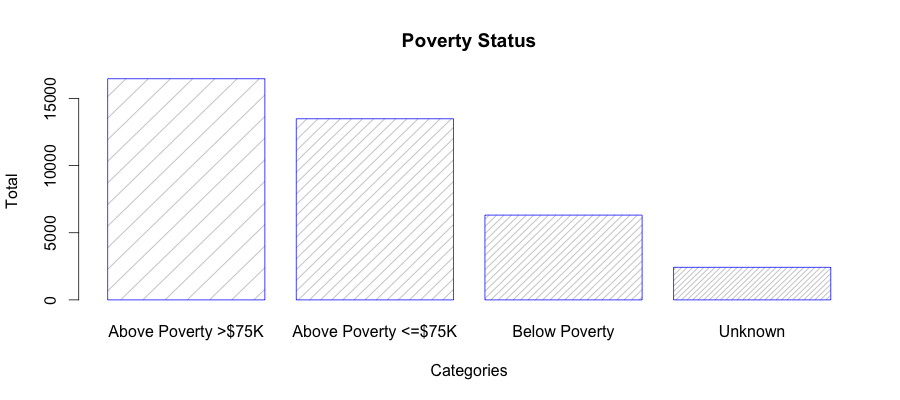 Poverty Status
Total
15000
10000
5000
0
Above Poverty >$75K
Above Poverty <=$75K
Below Poverty
Unknown
Categories